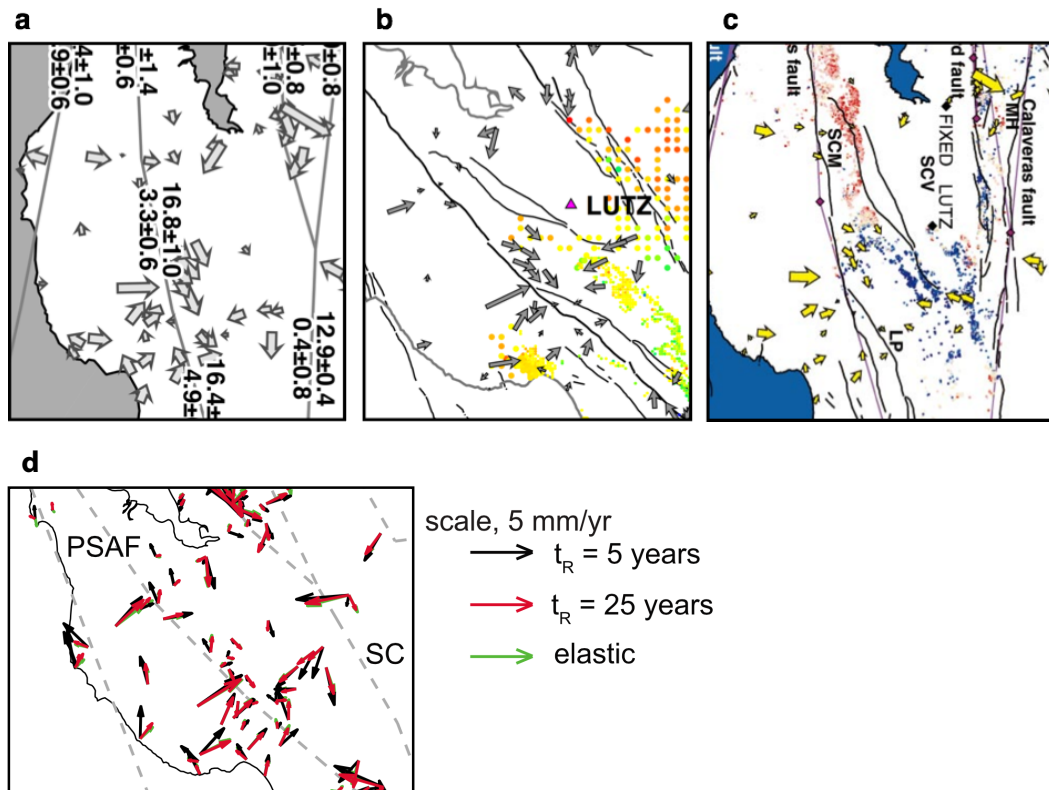 a
b
c
d
4±1.0
.9±0.6
±0.6
±1.4
±0.8
±1.0
0±0.8
16.8±1.0
3.3±0.6
16.4±
4.9±
12.9±0.4
0.4±0.8
LUTZ
s fault
d fault
Calaveras fault
MH
FIXED LUTZ
SCM
SCV
LP
PSAF
SC
scale, 5 mm/yr
tR = 5 years
tR = 25 years
elastic